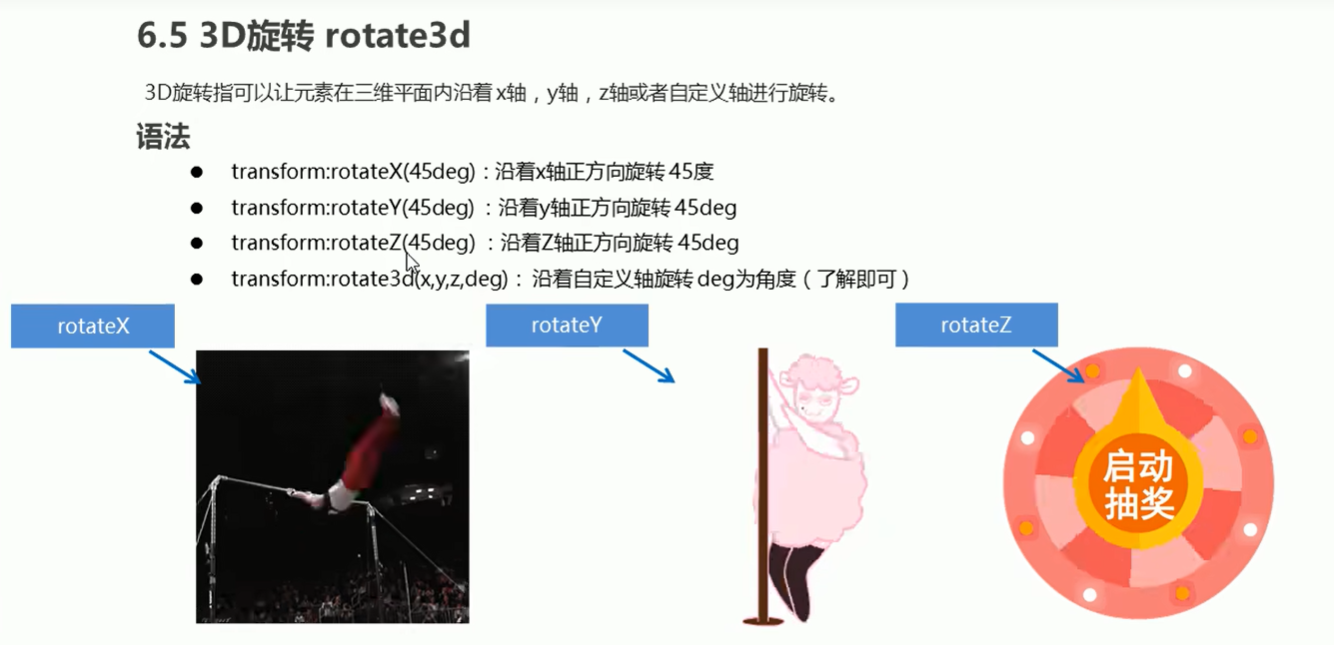 6.5 3D旋转 rotate3d
3D旋转指可以让元素在三维平面内沿着x轴，y轴，z轴或者自定义轴进行旋转。
语法
● transform:rotateX(45deg)：沿着x轴正方向旋转 45度
● transform:rotateY(45deg) ：沿着y轴正方向旋转 45deg
● transform:rotateZ(45deg) ：沿着Z轴正方向旋转 45deg
● transform:rotate3d(x,y,z,deg)： 沿着自定义轴旋转 deg为角度（了解即可）
rotateX
rotateY
rotateZ
启动
抽奖